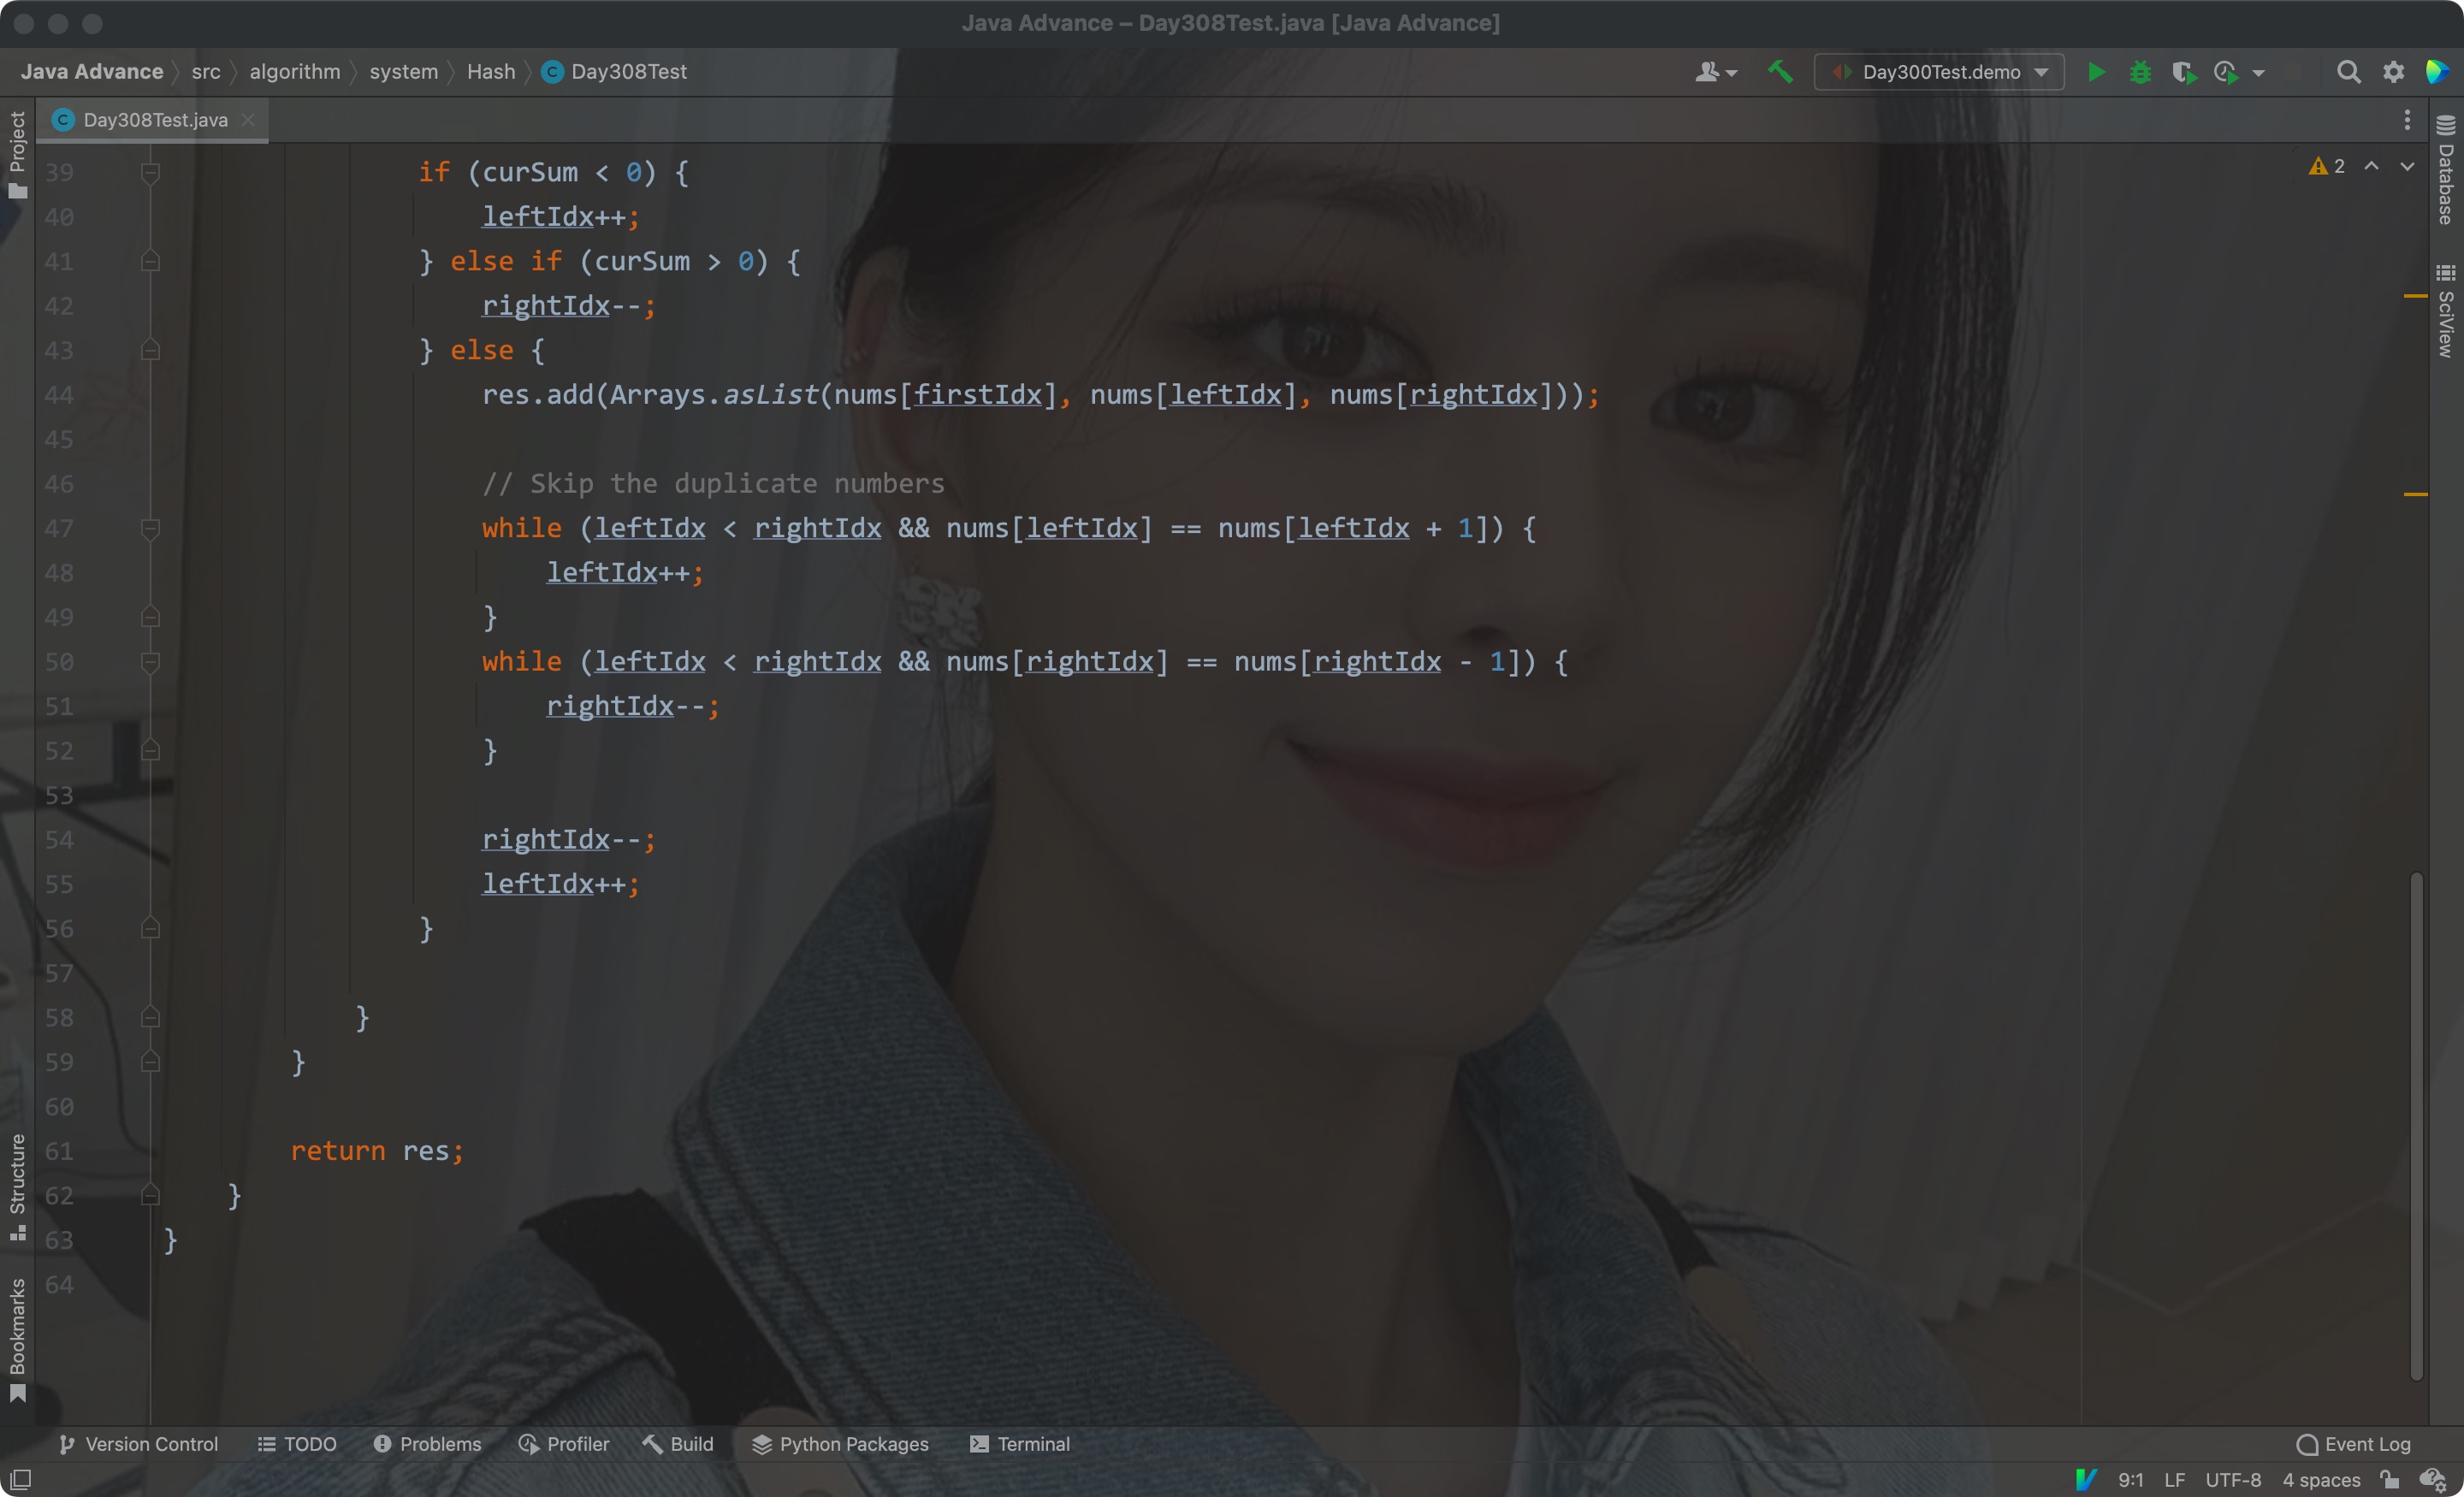 Java Advance – Day308Test.java [Java Advance]
Java Advance src algorithm system Hash C Day308Test Day300Test.demo
Project
C Day308Test.java
2
Database
SciView
39 if (curSum < 0) {
40 leftIdx++;
41 } else if (curSum > 0) {
42 rightIdx--;
43 } else {
44 res.add(Arrays.asList(nums[firstIdx], nums[leftIdx], nums[rightIdx]));
45
46 // Skip the duplicate numbers
47 while (leftIdx < rightIdx && nums[leftIdx] == nums[leftIdx + 1]) {
48 leftIdx++;
49 }
50 while (leftIdx < rightIdx && nums[rightIdx] == nums[rightIdx - 1]) {
51 rightIdx--;
52 }
53
54 rightIdx--;
55 leftIdx++;
56 }
57
58 }
59 }
60
61 return res;
62 }
63 }
64
Structure
Bookmarks
Version Control TODO Problems Profiler Build Python Packages Terminal Event Log
9:1 LF UTF-8 4 spaces